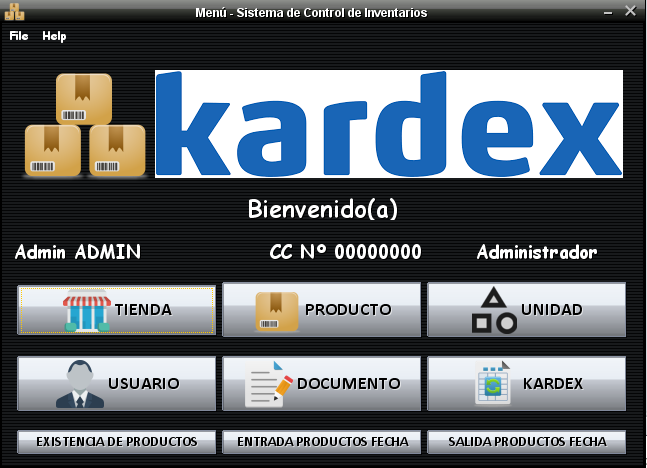 Menú - Sistema de Control de Inventarios
File Help
kardex
Bienvenido(a)
Admin ADMIN CC Nº 00000000 Administrador
TIENDA PRODUCTO UNIDAD
USUARIO DOCUMENTO KARDEX
EXISTENCIA DE PRODUCTOS ENTRADA PRODUCTOS FECHA SALIDA PRODUCTOS FECHA